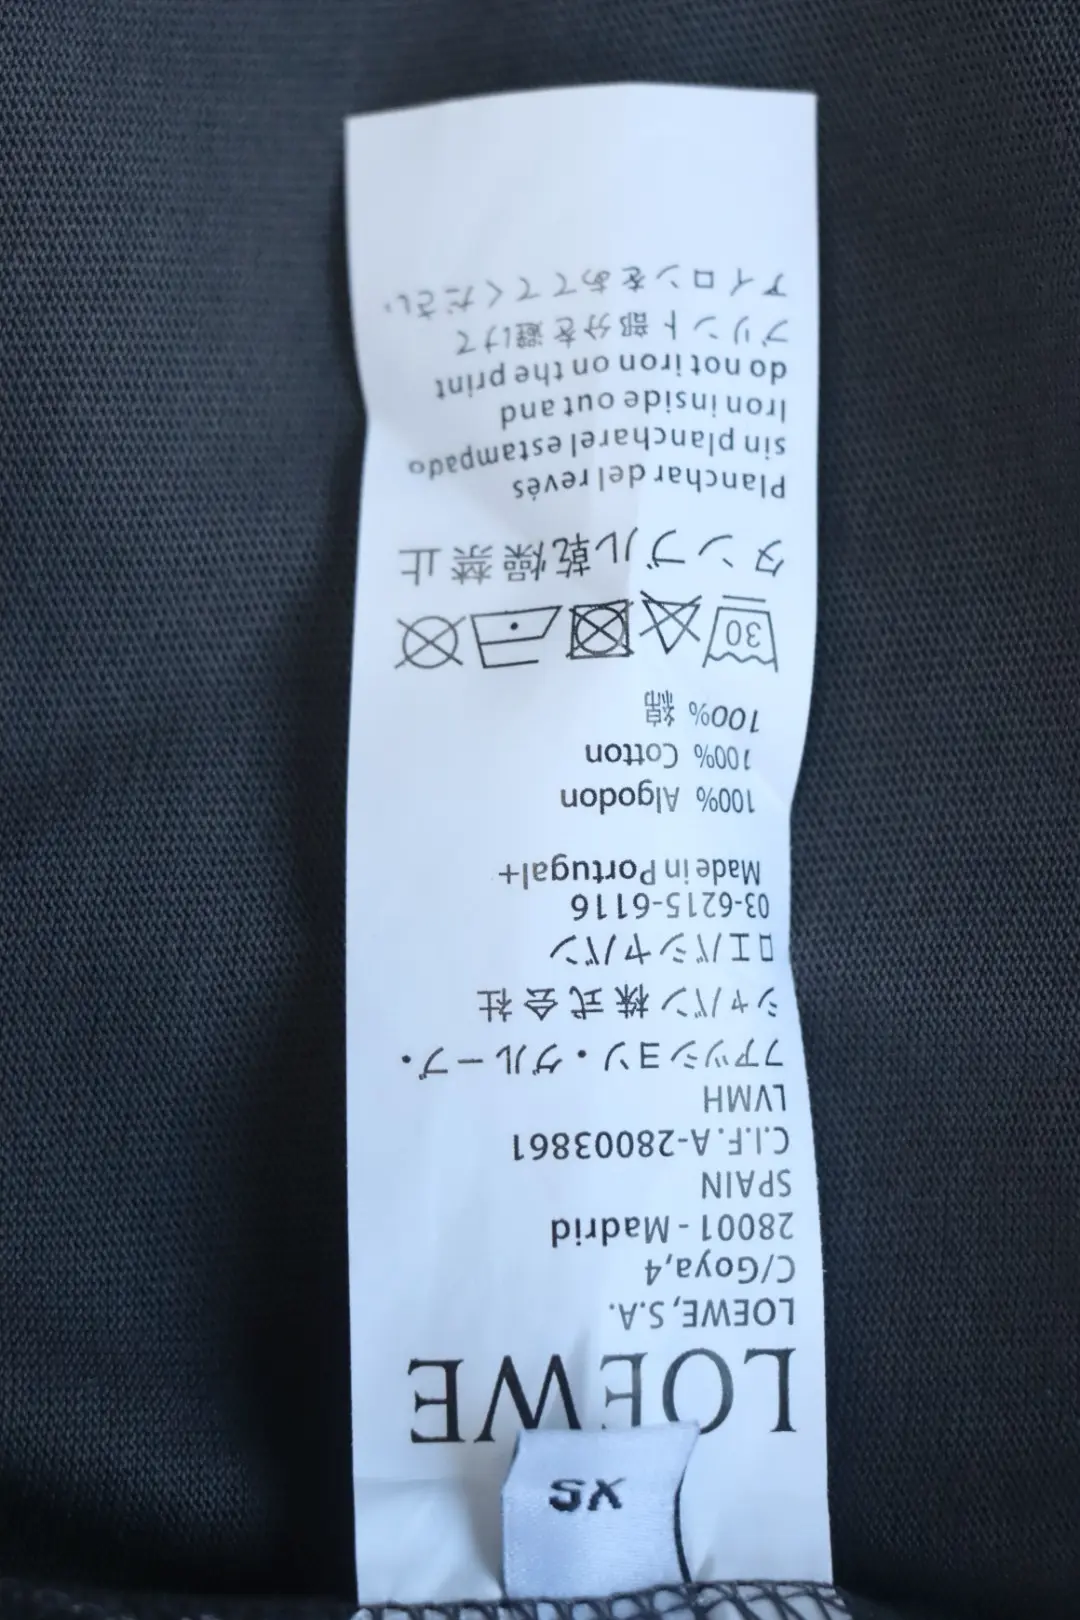 XS
LOEWE
LOEWE, S.A.
C/Goya,4
28001 - Madrid
SPAIN
C.I.F. A-28003861
LVMH
ファッション・グループ・
ジャパン株式会社
ロエベジャパン
03-6215-6116
Made in Portugal+
100% Algodon
100% Cotton
100% 綿
30
タンブル乾燥禁止
Planchar del revés
sin plancharel estampado
Iron inside out and
do not iron on the print
プリント部分を避けて
アイロンをあててください。